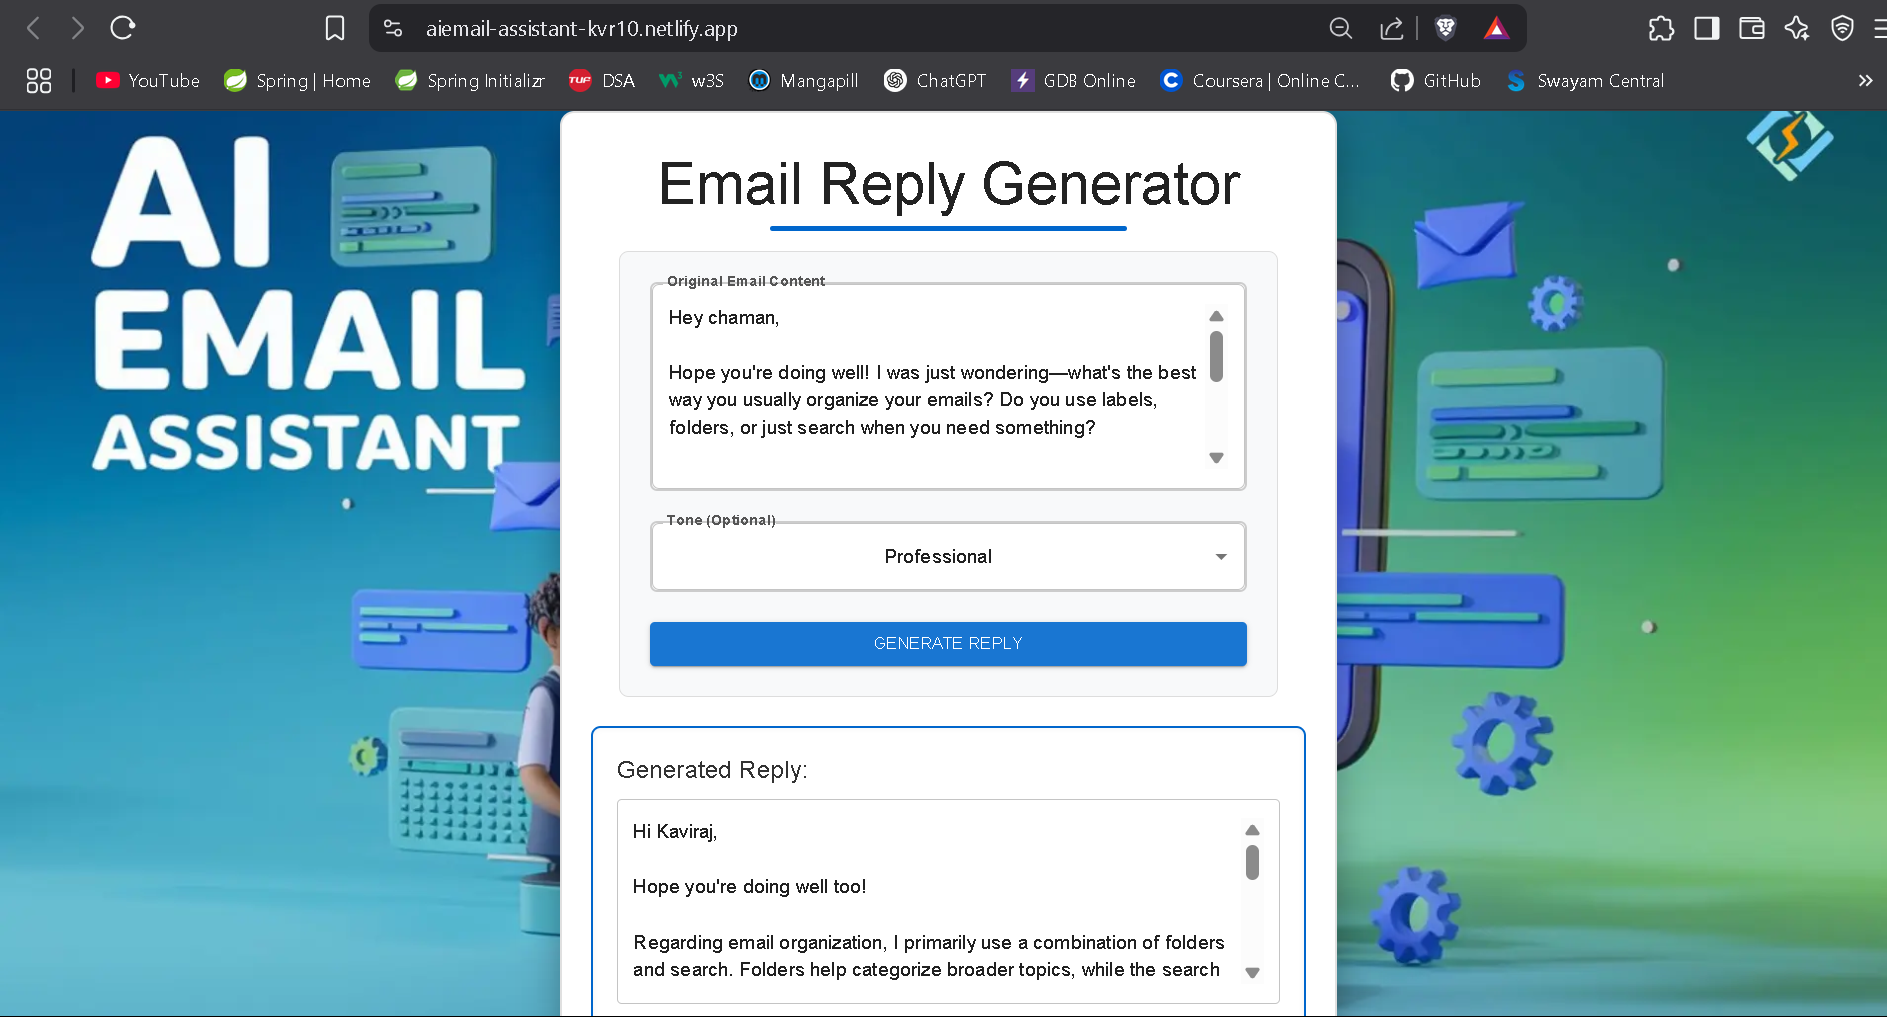 aiemail-assistant-kvr10.netlify.app
YouTube
Spring | Home
Spring Initializr
TUF
DSA
w3S
Mangapill
ChatGPT
GDB Online
Coursera | Online C...
GitHub
Swayam Central
AI
EMAIL
ASSISTANT
Email Reply Generator
Original Email Content
Hey chaman,
Hope you're doing well! I was just wondering—what's the best
way you usually organize your emails? Do you use labels,
folders, or just search when you need something?
Tone (Optional)
Professional
GENERATE REPLY
Generated Reply:
Hi Kaviraj,
Hope you're doing well too!
Regarding email organization, I primarily use a combination of folders
and search. Folders help categorize broader topics, while the search